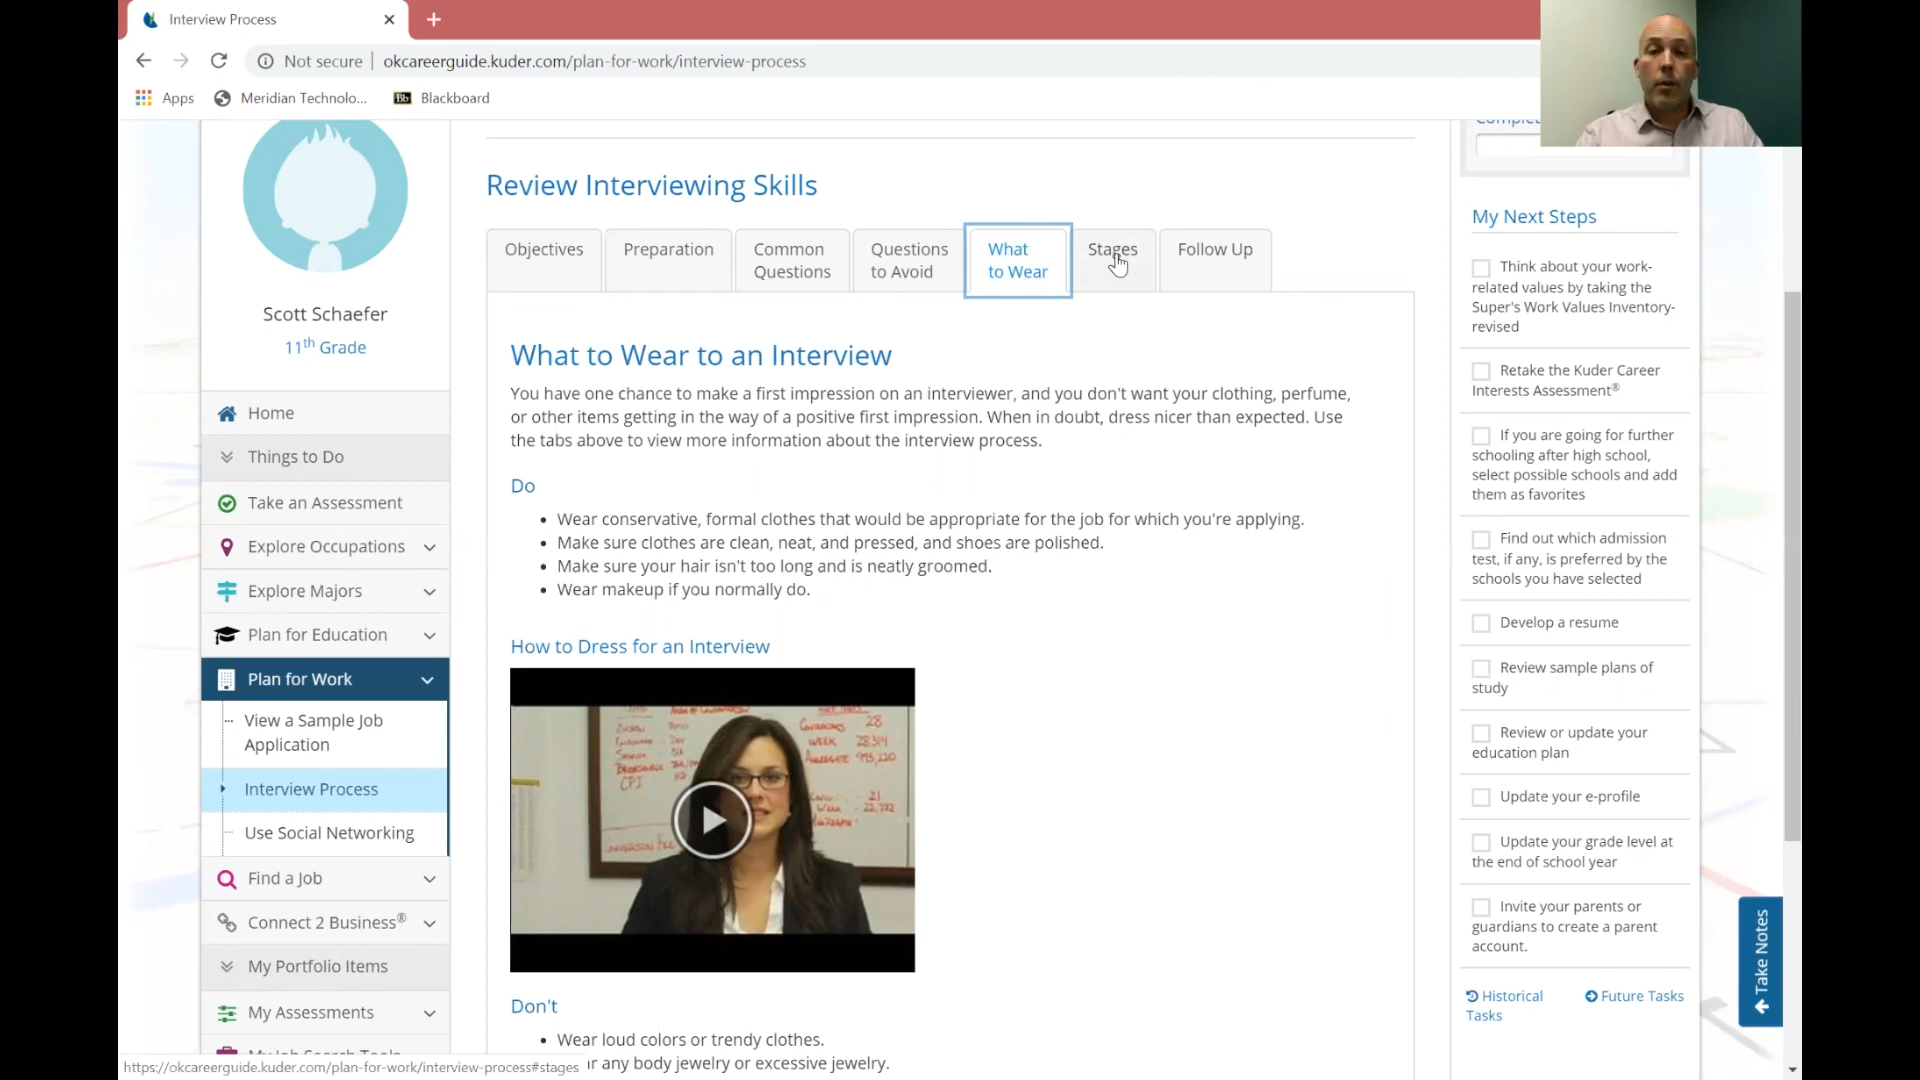 Interview Process
Not secure
okcareerguide.kuder.com/plan-for-work/interview-process
Apps
Meridian Technolo...
Bb Blackboard
Scott Schaefer
11th Grade
Home
Things to Do
Take an Assessment
Explore Occupations
Explore Majors
Plan for Education
Plan for Work
View a Sample Job
Application
Interview Process
Use Social Networking
Find a Job
Connect 2 Business®
My Portfolio Items
My Assessments
My Job Search Tools
Review Interviewing Skills
Objectives
Preparation
Common
Questions
Questions
to Avoid
What
to Wear
Stages
Follow Up
What to Wear to an Interview
You have one chance to make a first impression on an interviewer, and you don't want your clothing, perfume,
or other items getting in the way of a positive first impression. When in doubt, dress nicer than expected. Use
the tabs above to view more information about the interview process.
Do
• Wear conservative, formal clothes that would be appropriate for the job for which you're applying.
• Make sure clothes are clean, neat, and pressed, and shoes are polished.
• Make sure your hair isn't too long and is neatly groomed.
• Wear makeup if you normally do.
How to Dress for an Interview
28
WEEK 28,314
CPI
21
Don't
• Wear loud colors or trendy clothes.
ar any body jewelry or excessive jewelry.
My Next Steps
Think about your work-
related values by taking the
Super's Work Values Inventory-
revised
Retake the Kuder Career
Interests Assessment®
If you are going for further
schooling after high school,
select possible schools and add
them as favorites
Find out which admission
test, if any, is preferred by the
schools you have selected
Develop a resume
Review sample plans of
study
Review or update your
education plan
Update your e-profile
Update your grade level at
the end of school year
Invite your parents or
guardians to create a parent
account.
Historical
Tasks
Future Tasks
Take Notes
https://okcareerguide.kuder.com/plan-for-work/interview-process#stages